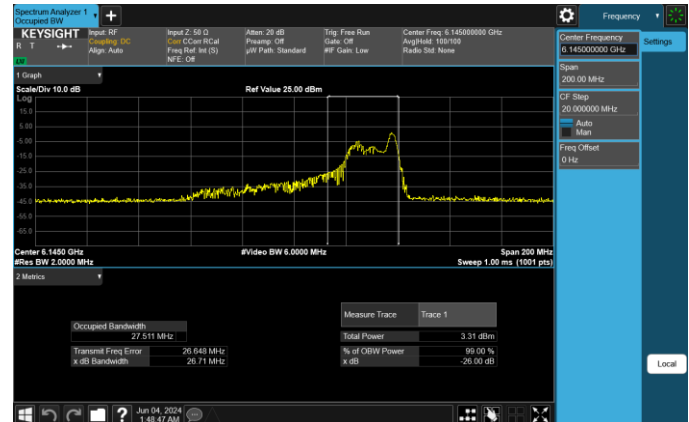 Spectrum Analyzer 1
Occupied BW
Frequency
KEYSIGHT
R T
LW
Input: RF
Coupling: DC
Align: Auto
Input Z: 50 Ω
Corr CCorr RCal
Freq Ref: Int (S)
NFE: Off
Atten: 20 dB
Preamp: Off
µW Path: Standard
Trig: Free Run
Gate: Off
#IF Gain: Low
Center Freq: 6.145000000 GHz
Avg|Hold: 100/100
Radio Std: None
Center Frequency
6.145000000 GHz
Settings
Span
200.00 MHz
CF Step
20.000000 MHz
Auto
Man
Freq Offset
0 Hz
Local
1 Graph
Scale/Div 10.0 dB
Ref Value 25.00 dBm
Log
15.0
5.00
-5.00
-15.0
-25.0
-35.0
-45.0
-55.0
-65.0
Center 6.1450 GHz
#Video BW 6.0000 MHz
Span 200 MHz
#Res BW 2.0000 MHz
Sweep 1.00 ms (1001 pts)
2 Metrics
Measure Trace
Trace 1
Occupied Bandwidth
27.511 MHz
Total Power
3.31 dBm
Transmit Freq Error
26.648 MHz
% of OBW Power
99.00 %
x dB Bandwidth
26.71 MHz
x dB
-26.00 dB
Jun 04, 2024
1:48:47 AM